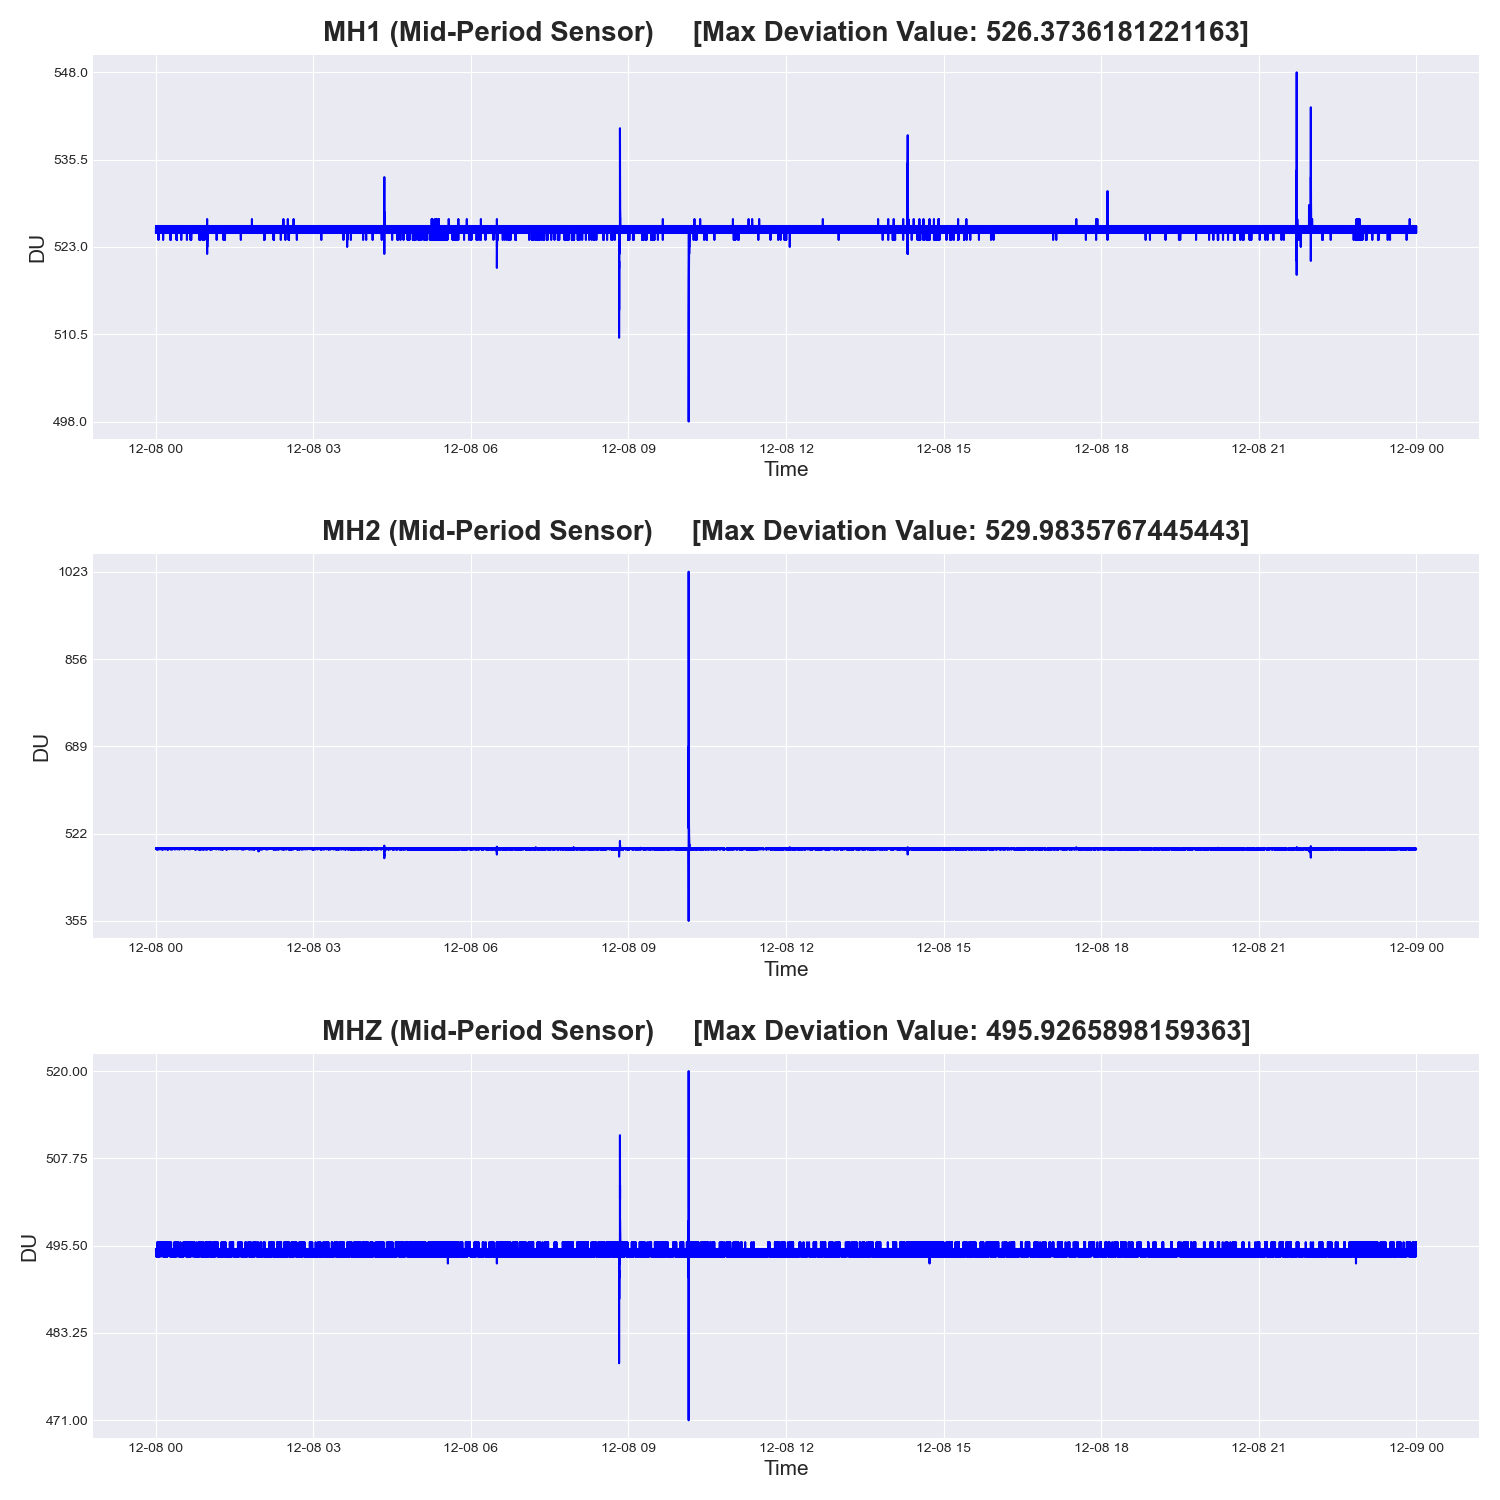 MH1 (Mid-Period Sensor) [Max Deviation Value: 526.3736181221163]
548.0
535.5
523.0
510.5
498.0
DU
12-08 00 12-08 03 12-08 06 12-08 09 12-08 12 12-08 15 12-08 18 12-08 21 12-09 00
Time
MH2 (Mid-Period Sensor) [Max Deviation Value: 529.9835767445443]
1023
856
689
522
355
DU
12-08 00 12-08 03 12-08 06 12-08 09 12-08 12 12-08 15 12-08 18 12-08 21 12-09 00
Time
MHZ (Mid-Period Sensor) [Max Deviation Value: 495.9265898159363]
520.00
507.75
495.50
483.25
471.00
DU
12-08 00 12-08 03 12-08 06 12-08 09 12-08 12 12-08 15 12-08 18 12-08 21 12-09 00
Time